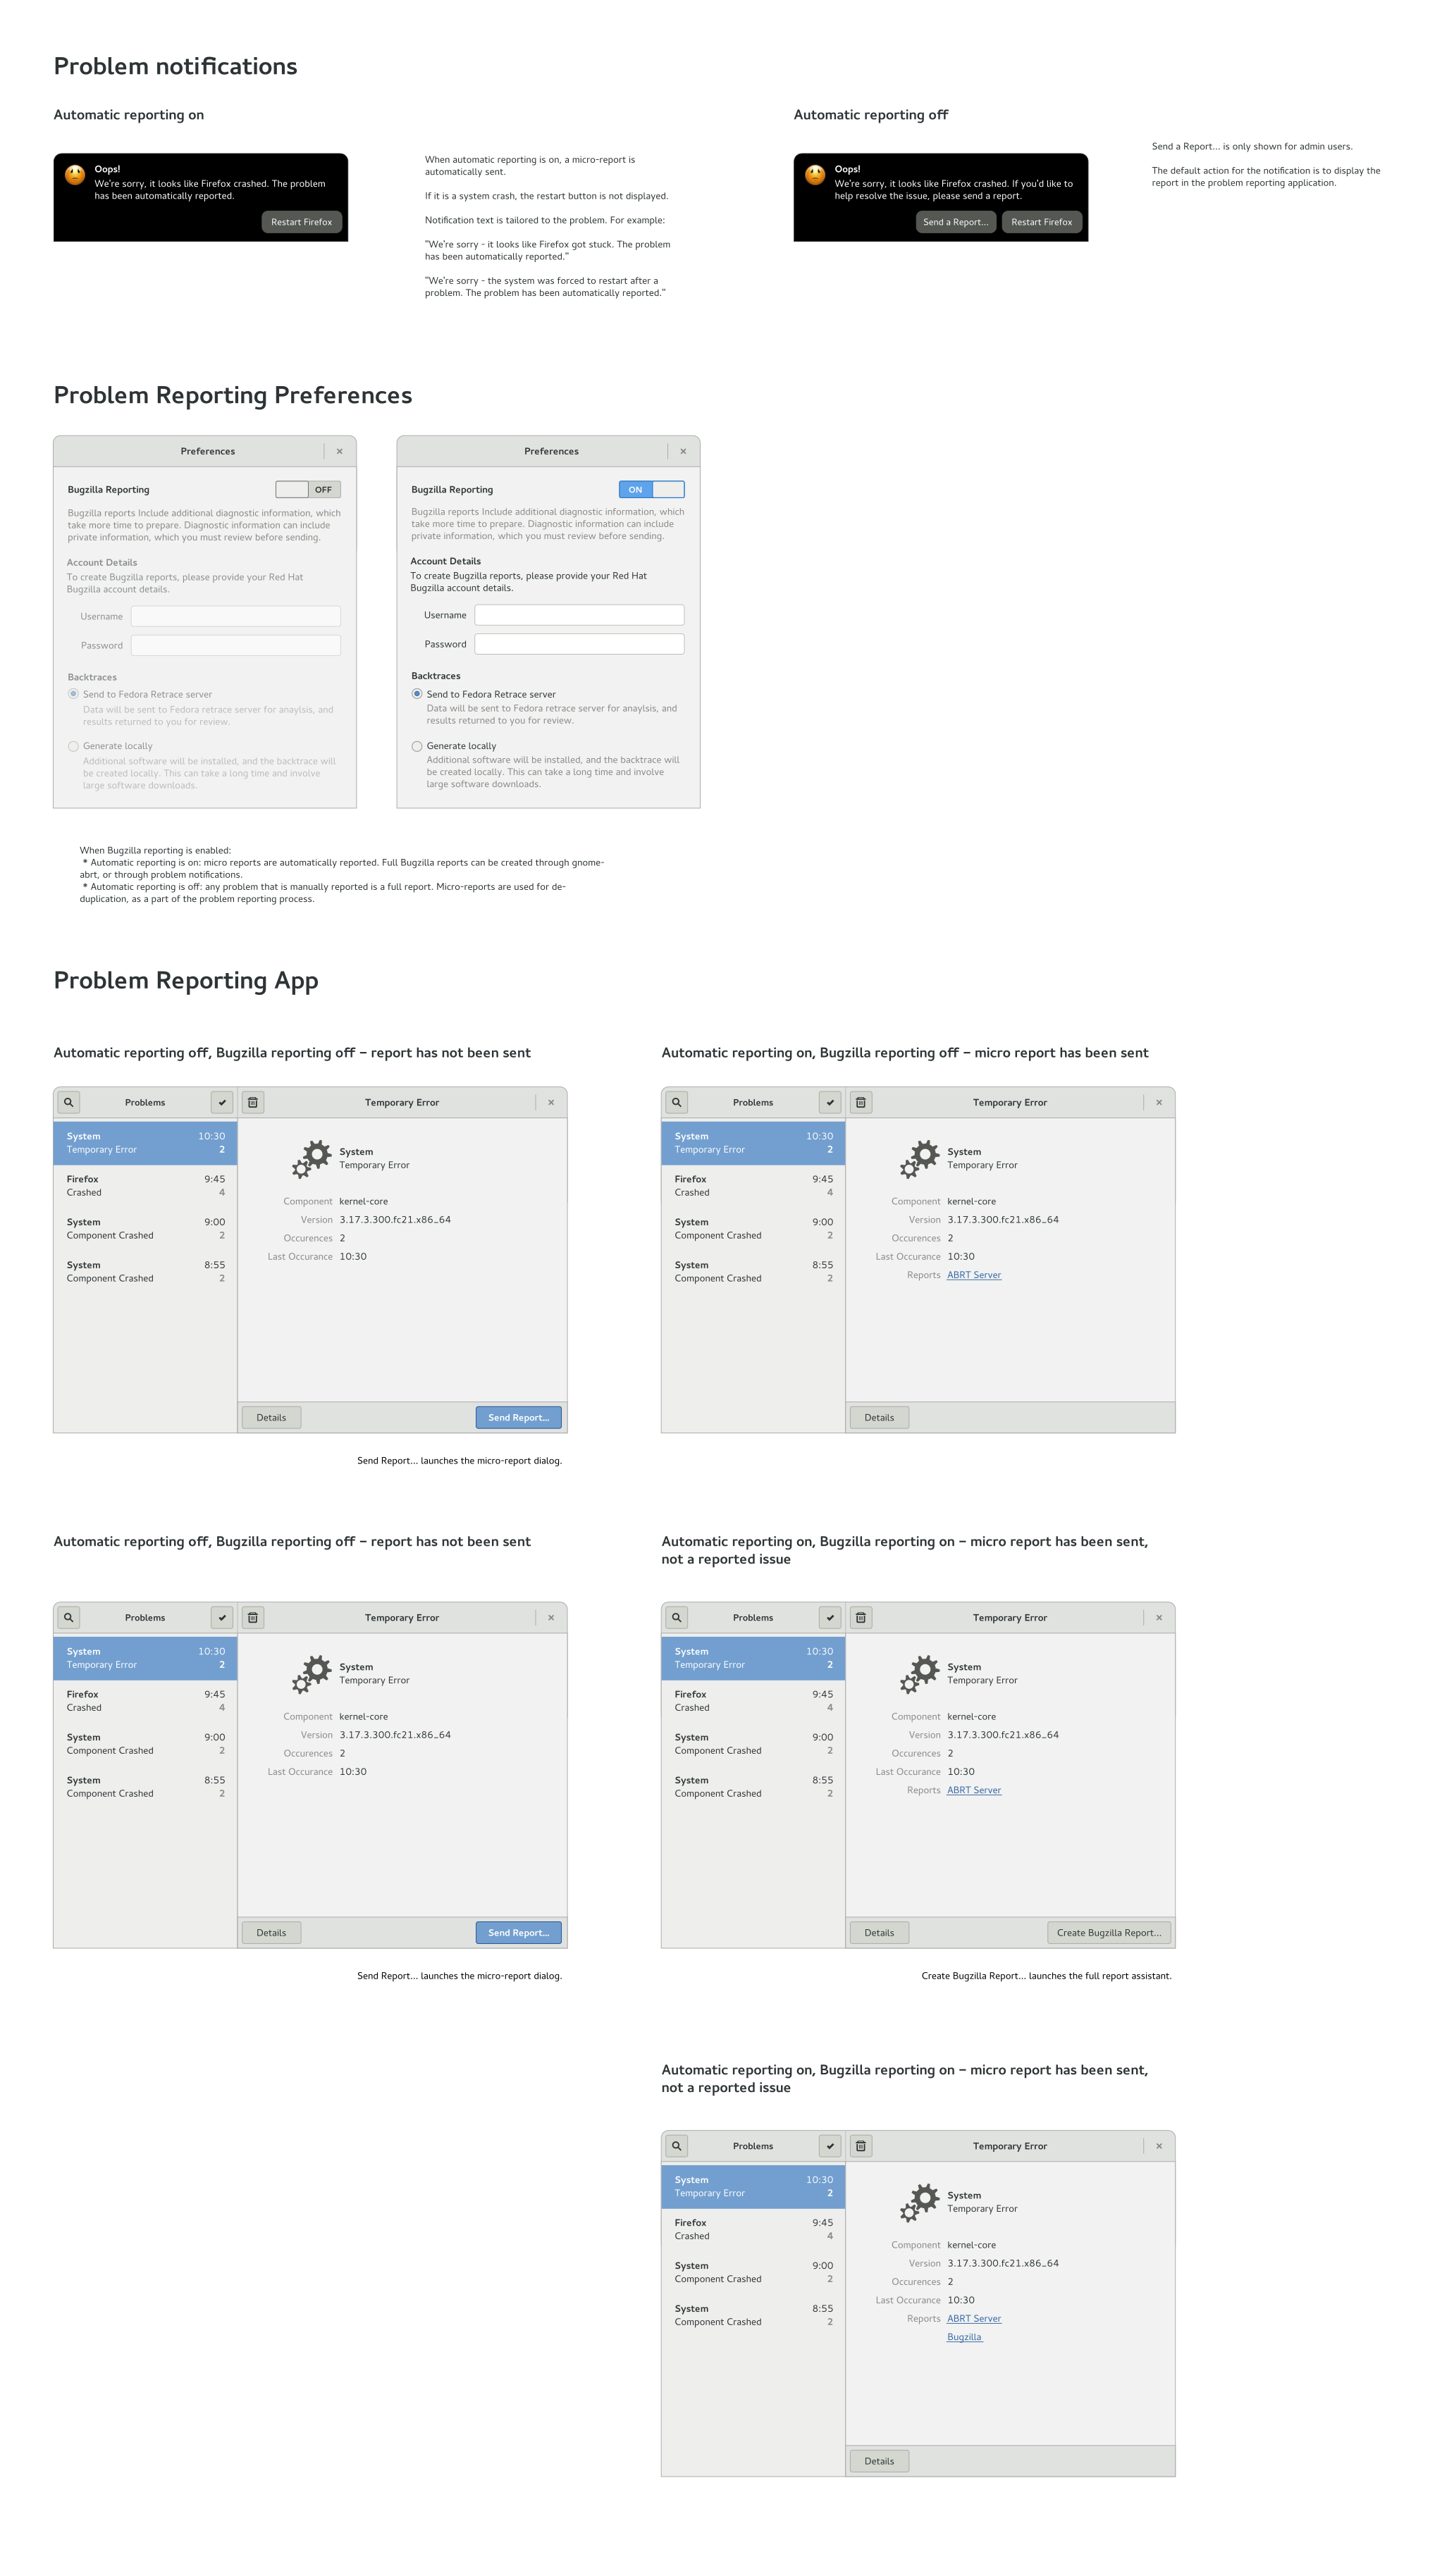 Problem notifications
Automatic reporting on
Oops!
We're sorry, it looks like Firefox crashed. The problem
has been automatically reported.
Restart Firefox
When automatic reporting is on, a micro-report is
automatically sent.
If it is a system crash, the restart button is not displayed.
Notification text is tailored to the problem. For example:
"We're sorry - it looks like Firefox got stuck. The problem
has been automatically reported."
"We're sorry - the system was forced to restart after a
problem. The problem has been automatically reported."
Automatic reporting off
Oops!
We're sorry, it looks like Firefox crashed. If you'd like to
help resolve the issue, please send a report.
Send a Report...
Restart Firefox
Send a Report... is only shown for admin users.
The default action for the notification is to display the
report in the problem reporting application.
Problem Reporting Preferences
Preferences
Bugzilla Reporting
OFF
Bugzilla reports Include additional diagnostic information, which
take more time to prepare. Diagnostic information can include
private information, which you must review before sending.
Account Details
To create Bugzilla reports, please provide your Red Hat
Bugzilla account details.
Username
Password
Backtraces
Send to Fedora Retrace server
Data will be sent to Fedora retrace server for anaylsis, and
results returned to you for review.
Generate locally
Additional software will be installed, and the backtrace will
be created locally. This can take a long time and involve
large software downloads.
Preferences
Bugzilla Reporting
ON
Bugzilla reports Include additional diagnostic information, which
take more time to prepare. Diagnostic information can include
private information, which you must review before sending.
Account Details
To create Bugzilla reports, please provide your Red Hat
Bugzilla account details.
Username
Password
Backtraces
Send to Fedora Retrace server
Data will be sent to Fedora retrace server for anaylsis, and
results returned to you for review.
Generate locally
Additional software will be installed, and the backtrace will
be created locally. This can take a long time and involve
large software downloads.
When Bugzilla reporting is enabled:
* Automatic reporting is on: micro reports are automatically reported. Full Bugzilla reports can be created through gnome-
abrt, or through problem notifications.
* Automatic reporting is off: any problem that is manually reported is a full report. Micro-reports are used for de-
duplication, as a part of the problem reporting process.
Problem Reporting App
Automatic reporting off, Bugzilla reporting off – report has not been sent
Problems
Temporary Error
System 10:30
Temporary Error 2
Firefox 9:45
Crashed 4
System 9:00
Component Crashed 2
System 8:55
Component Crashed 2
System
Temporary Error
Component kernel-core
Version 3.17.3.300.fc21.x86_64
Occurences 2
Last Occurance 10:30
Details
Send Report...
Send Report... launches the micro-report dialog.
Automatic reporting on, Bugzilla reporting off – micro report has been sent
Problems
Temporary Error
System 10:30
Temporary Error 2
Firefox 9:45
Crashed 4
System 9:00
Component Crashed 2
System 8:55
Component Crashed 2
System
Temporary Error
Component kernel-core
Version 3.17.3.300.fc21.x86_64
Occurences 2
Last Occurance 10:30
Reports ABRT Server
Details
Automatic reporting off, Bugzilla reporting off – report has not been sent
Problems
Temporary Error
System 10:30
Temporary Error 2
Firefox 9:45
Crashed 4
System 9:00
Component Crashed 2
System 8:55
Component Crashed 2
System
Temporary Error
Component kernel-core
Version 3.17.3.300.fc21.x86_64
Occurences 2
Last Occurance 10:30
Details
Send Report...
Send Report... launches the micro-report dialog.
Automatic reporting on, Bugzilla reporting on – micro report has been sent,
not a reported issue
Problems
Temporary Error
System 10:30
Temporary Error 2
Firefox 9:45
Crashed 4
System 9:00
Component Crashed 2
System 8:55
Component Crashed 2
System
Temporary Error
Component kernel-core
Version 3.17.3.300.fc21.x86_64
Occurences 2
Last Occurance 10:30
Reports ABRT Server
Details
Create Bugzilla Report...
Create Bugzilla Report... launches the full report assistant.
Automatic reporting on, Bugzilla reporting on – micro report has been sent,
not a reported issue
Problems
Temporary Error
System 10:30
Temporary Error 2
Firefox 9:45
Crashed 4
System 9:00
Component Crashed 2
System 8:55
Component Crashed 2
System
Temporary Error
Component kernel-core
Version 3.17.3.300.fc21.x86_64
Occurences 2
Last Occurance 10:30
Reports ABRT Server
Bugzilla
Details